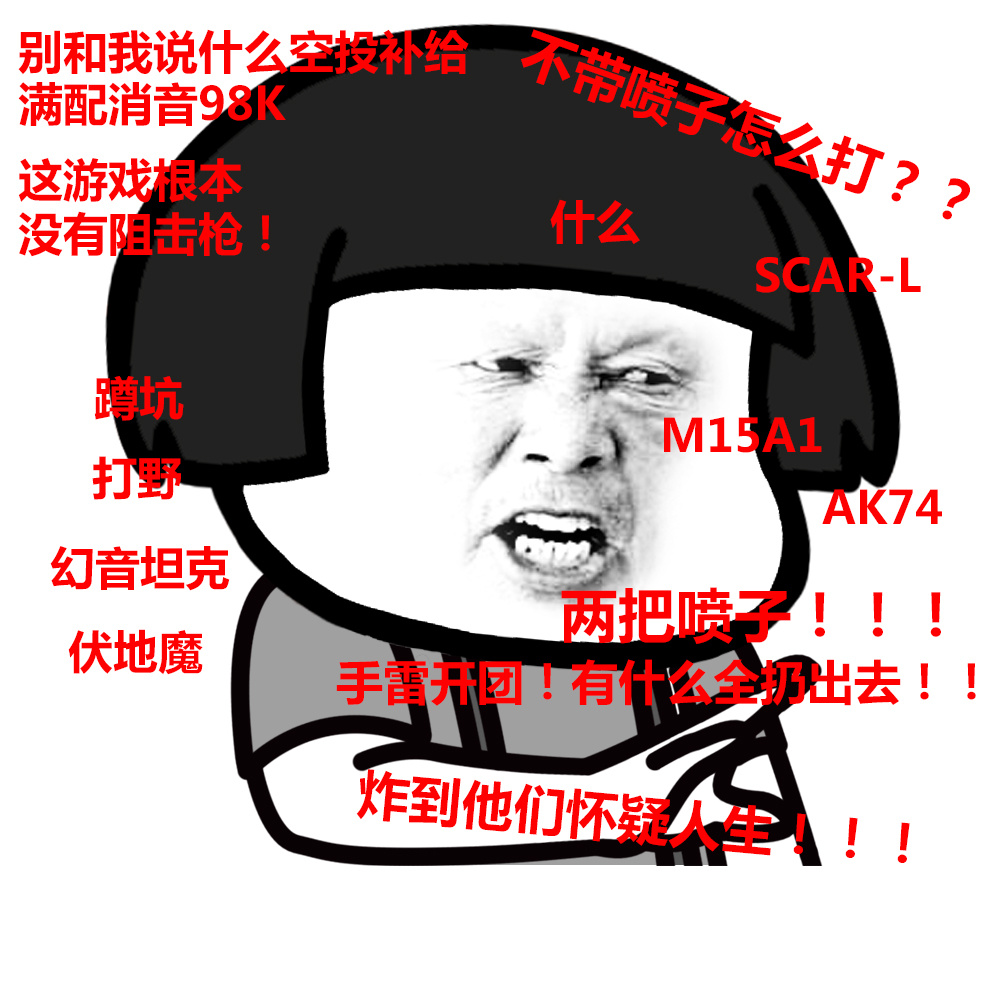 别和我说什么空投补给
满配消音98K
不带喷子怎么打？？
这游戏根本
没有阻击枪！
什么
SCAR-L
蹲坑
M15A1
打野
AK74
幻音坦克
两把喷子！！！
伏地魔
手雷开团！有什么全扔出去！！
炸到他们怀疑人生！！！